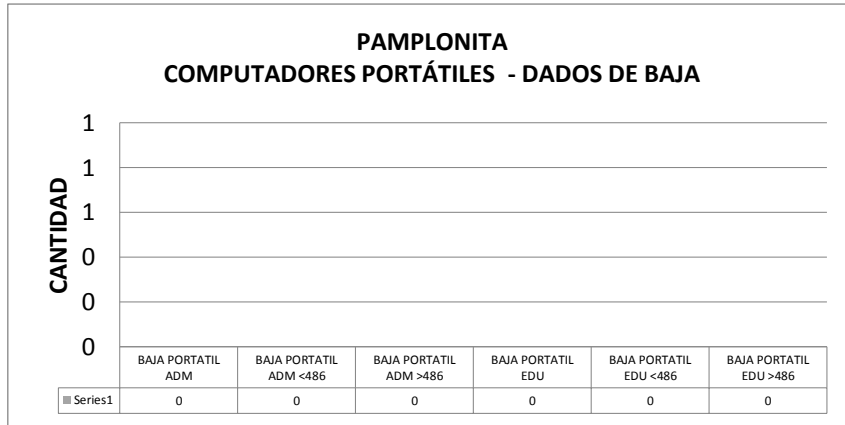 PAMPLONITA
COMPUTADORES PORTÁTILES - DADOS DE BAJA
CANTIDAD
1
1
1
0
0
0
BAJA PORTATIL ADM
BAJA PORTATIL ADM <486
BAJA PORTATIL ADM >486
BAJA PORTATIL EDU
BAJA PORTATIL EDU <486
BAJA PORTATIL EDU >486
Series1 0 0 0 0 0 0